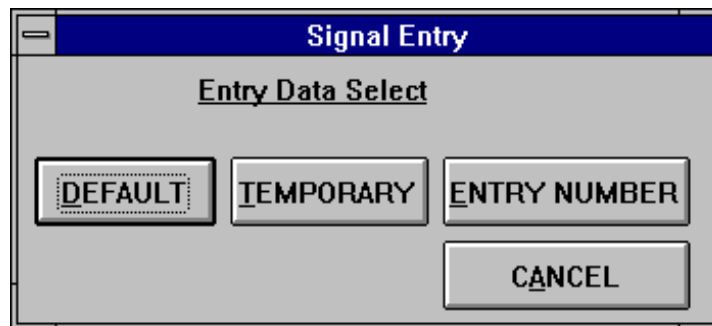 Signal Entry
Entry Data Select
DEFAULT TEMPORARY ENTRY NUMBER
CANCEL